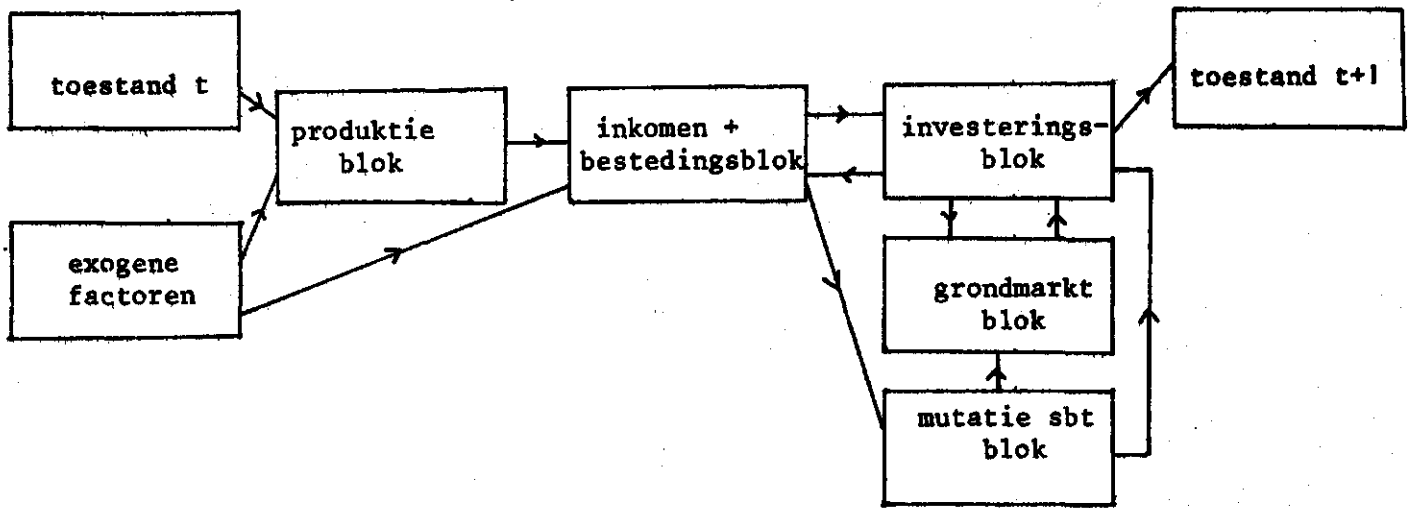 toestand t
exogene
factoren
produktie
blok
inkomen +
bestedingsblok
investerings-
blok
grondmarkt
blok
mutatie sbt
blok
toestand t+1